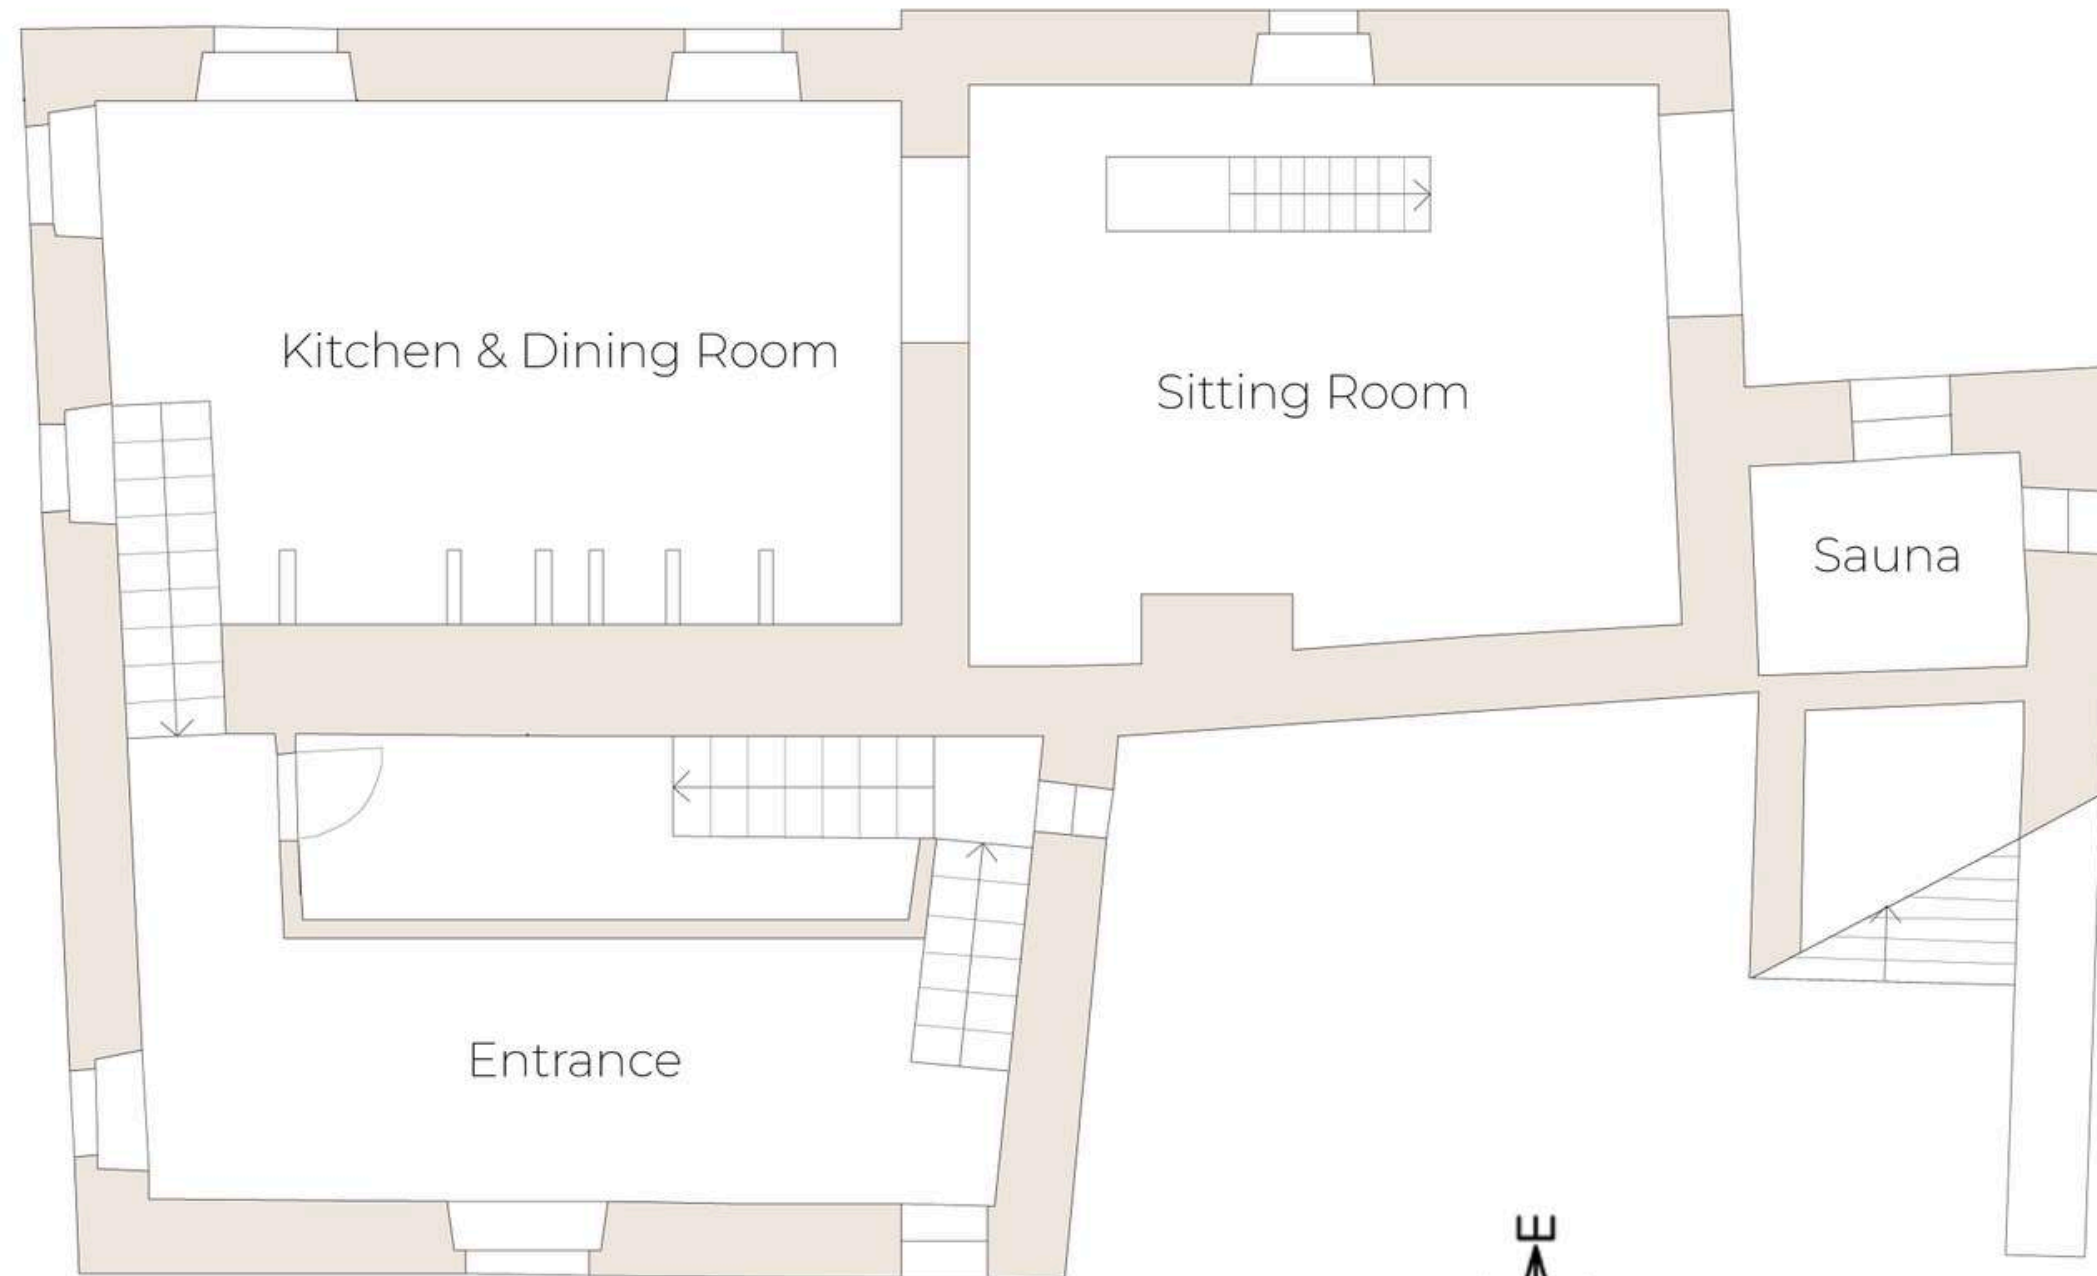 Kitchen & Dining Room
Sitting Room
Sauna
Entrance
E